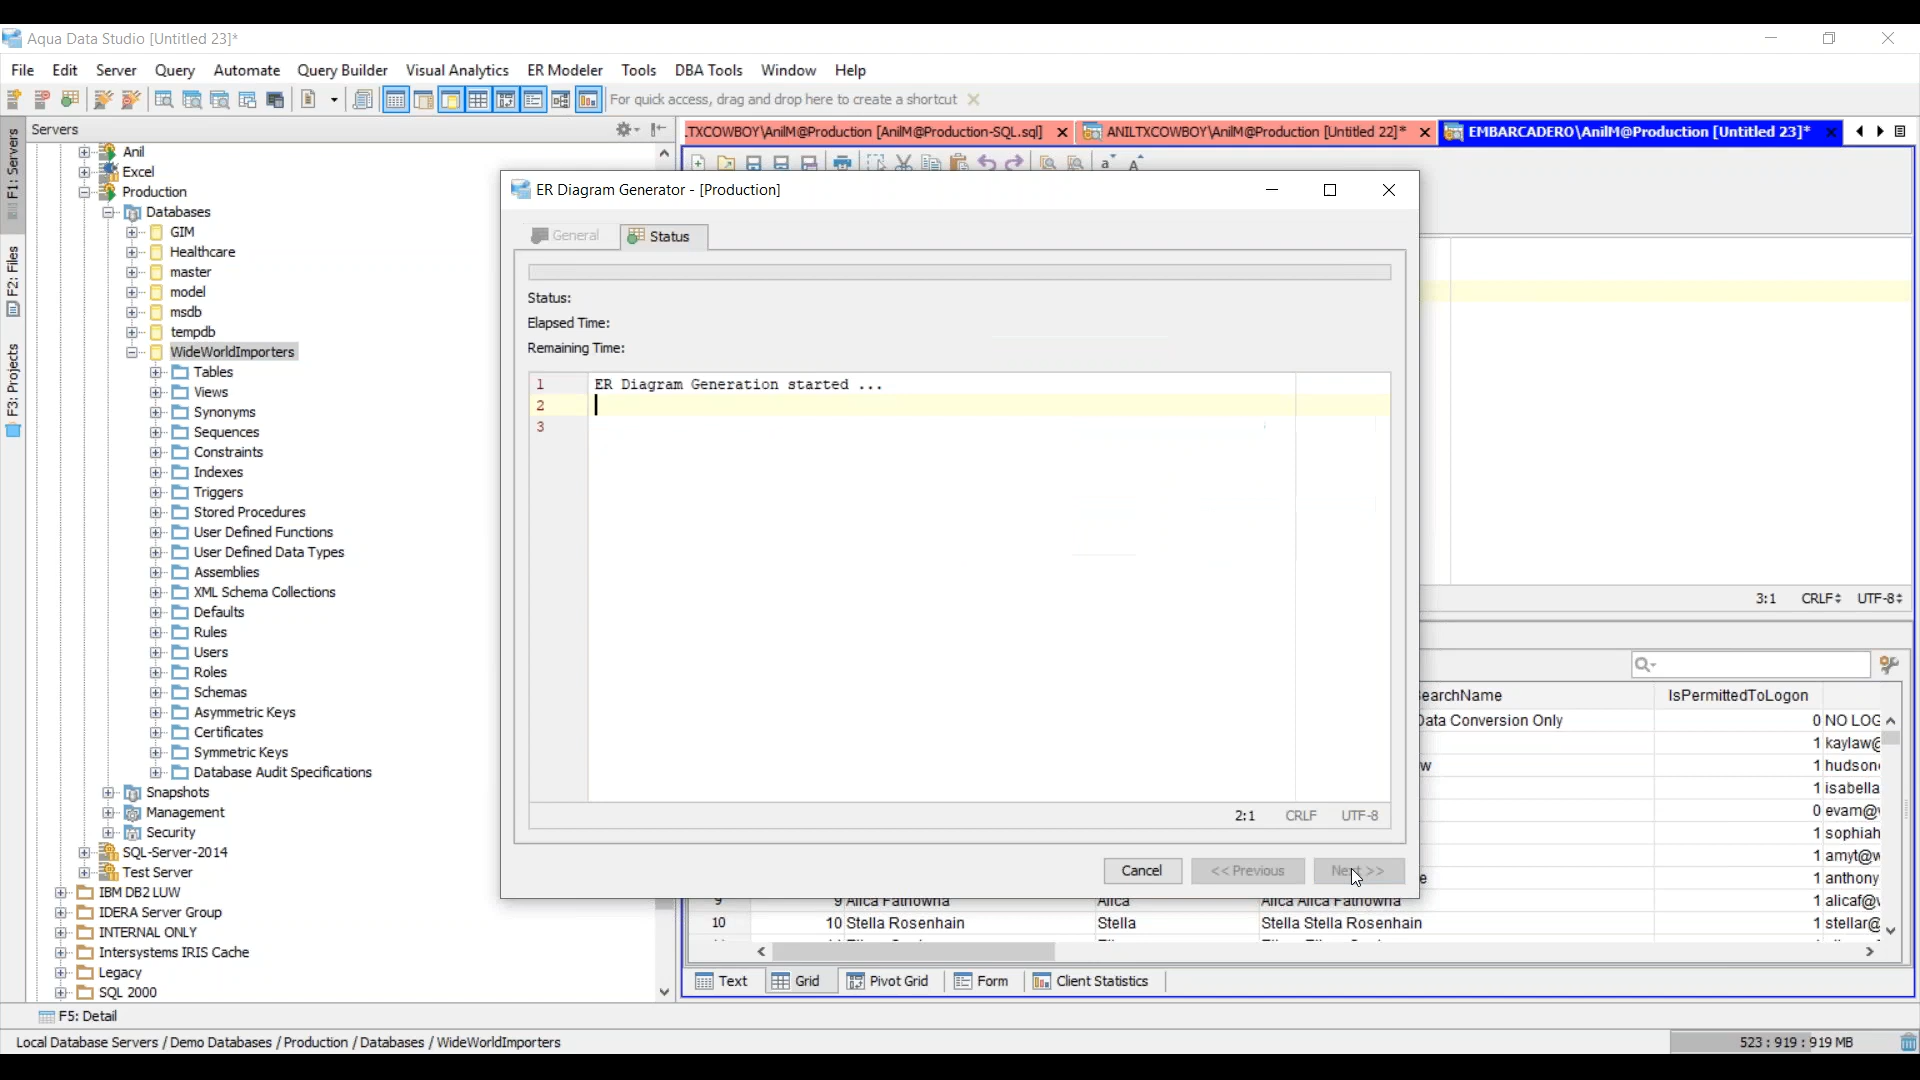 Aqua Data Studio [Untitled 23]*
File Edit Server Query Automate Query Builder Visual Analytics ER Modeler Tools DBA Tools Window Help
For quick access, drag and drop here to create a shortcut
F1: Servers
F2: Files
F3: Projects
Servers
Anil
Excel
Production
Databases
GIM
Healthcare
master
model
msdb
tempdb
WideWorldImporters
Tables
Views
Synonyms
Sequences
Constraints
Indexes
Triggers
Stored Procedures
User Defined Functions
User Defined Data Types
Assemblies
XML Schema Collections
Defaults
Rules
Users
Roles
Schemas
Asymmetric Keys
Certificates
Symmetric Keys
Database Audit Specifications
Snapshots
Management
Security
SQL-Server-2014
Test Server
IBM DB2 LUW
IDERA Server Group
INTERNAL ONLY
Intersystems IRIS Cache
Legacy
SQL 2000
.TXCOWBOY\AnilM@Production [AnilM@Production-SQL.sql] ANILTXCOWBOY\AnilM@Production [Untitled 22]* EMBARCADERO\AnilM@Production [Untitled 23]*
ER Diagram Generator - [Production]
General Status
Status:
Elapsed Time:
Remaining Time:
1 ER Diagram Generation started ...
2
3
2:1 CRLF UTF-8
Cancel << Previous Next >>
3:1 CRLF UTF-8
earchName IsPermittedToLogon
Data Conversion Only 0 NO LOG
1 kaylaw@
w 1 hudson
1 isabella
0 evam@
1 sophiah
1 amyt@w
e 1 anthony
1 alicaf@
10 10 Stella Rosenhain Stella Stella Stella Rosenhain 1 stellar@
Text Grid Pivot Grid Form Client Statistics
F5: Detail
Local Database Servers / Demo Databases / Production / Databases / WideWorldImporters
523 : 919 : 919 MB